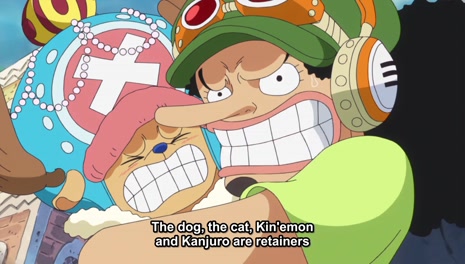 The dog, the cat, Kin'emon
and Kanjuro are retainers